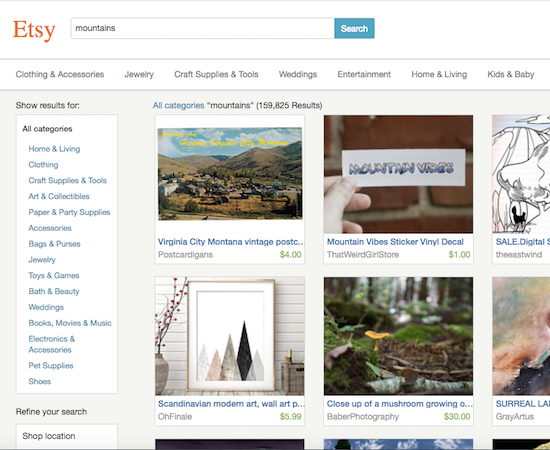 Etsy
mountains
Search
Clothing & Accessories
Jewelry
Craft Supplies & Tools
Weddings
Entertainment
Home & Living
Kids & Baby
Show results for:
All categories
Home & Living
Clothing
Craft Supplies & Tools
Art & Collectibles
Paper & Party Supplies
Accessories
Bags & Purses
Jewelry
Toys & Games
Bath & Beauty
Weddings
Books, Movies & Music
Electronics &
Accessories
Pet Supplies
Shoes
Refine your search
Shop location
All categories “mountains” (159,825 Results)
Virginia City Montana
MOUNTAIN VIBES
Virginia City Montana vintage postc...
Mountain Vibes Sticker Vinyl Decal
SALE.Digital S
Postcardigans $4.00
ThatWeirdGirlStore $1.00
theeastwind
Scandinavian modern art, wall art p...
Close up of a mushroom growing o...
SURREAL LA
OhFinale $5.99
BaberPhotography $30.00
GrayArtus